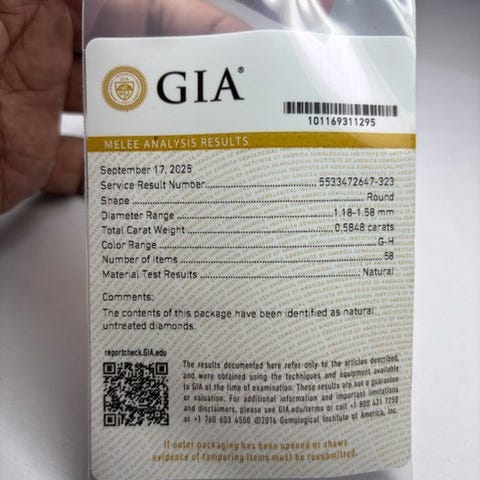 GIA®
101169311295
MELEE ANALYSIS RESULTS
September 17, 2025
Service Result Number 5533472647-323
Shape Round
Diameter Range 1.18-1.58 mm
Total Carat Weight 0.5848 carats
Color Range G-H
Number of Items 58
Material Test Results Natural
Comments:
The contents of this package have been identified as natural
untreated diamonds.
reportcheck.GIA.edu
The results documented here refer only to the articles described,
and were obtained using the techniques and equipment available
to GIA at the time of examination. These results are not a guarantee
or valuation. For additional information and important limitations
and disclaimers, please see GIA.edu/terms or call +1 800 421 7250
or +1 760 603 4500 ©2016 Gemological Institute of America, Inc.
If outer packaging has been opened or shows
evidence of tampering items must be resubmitted.